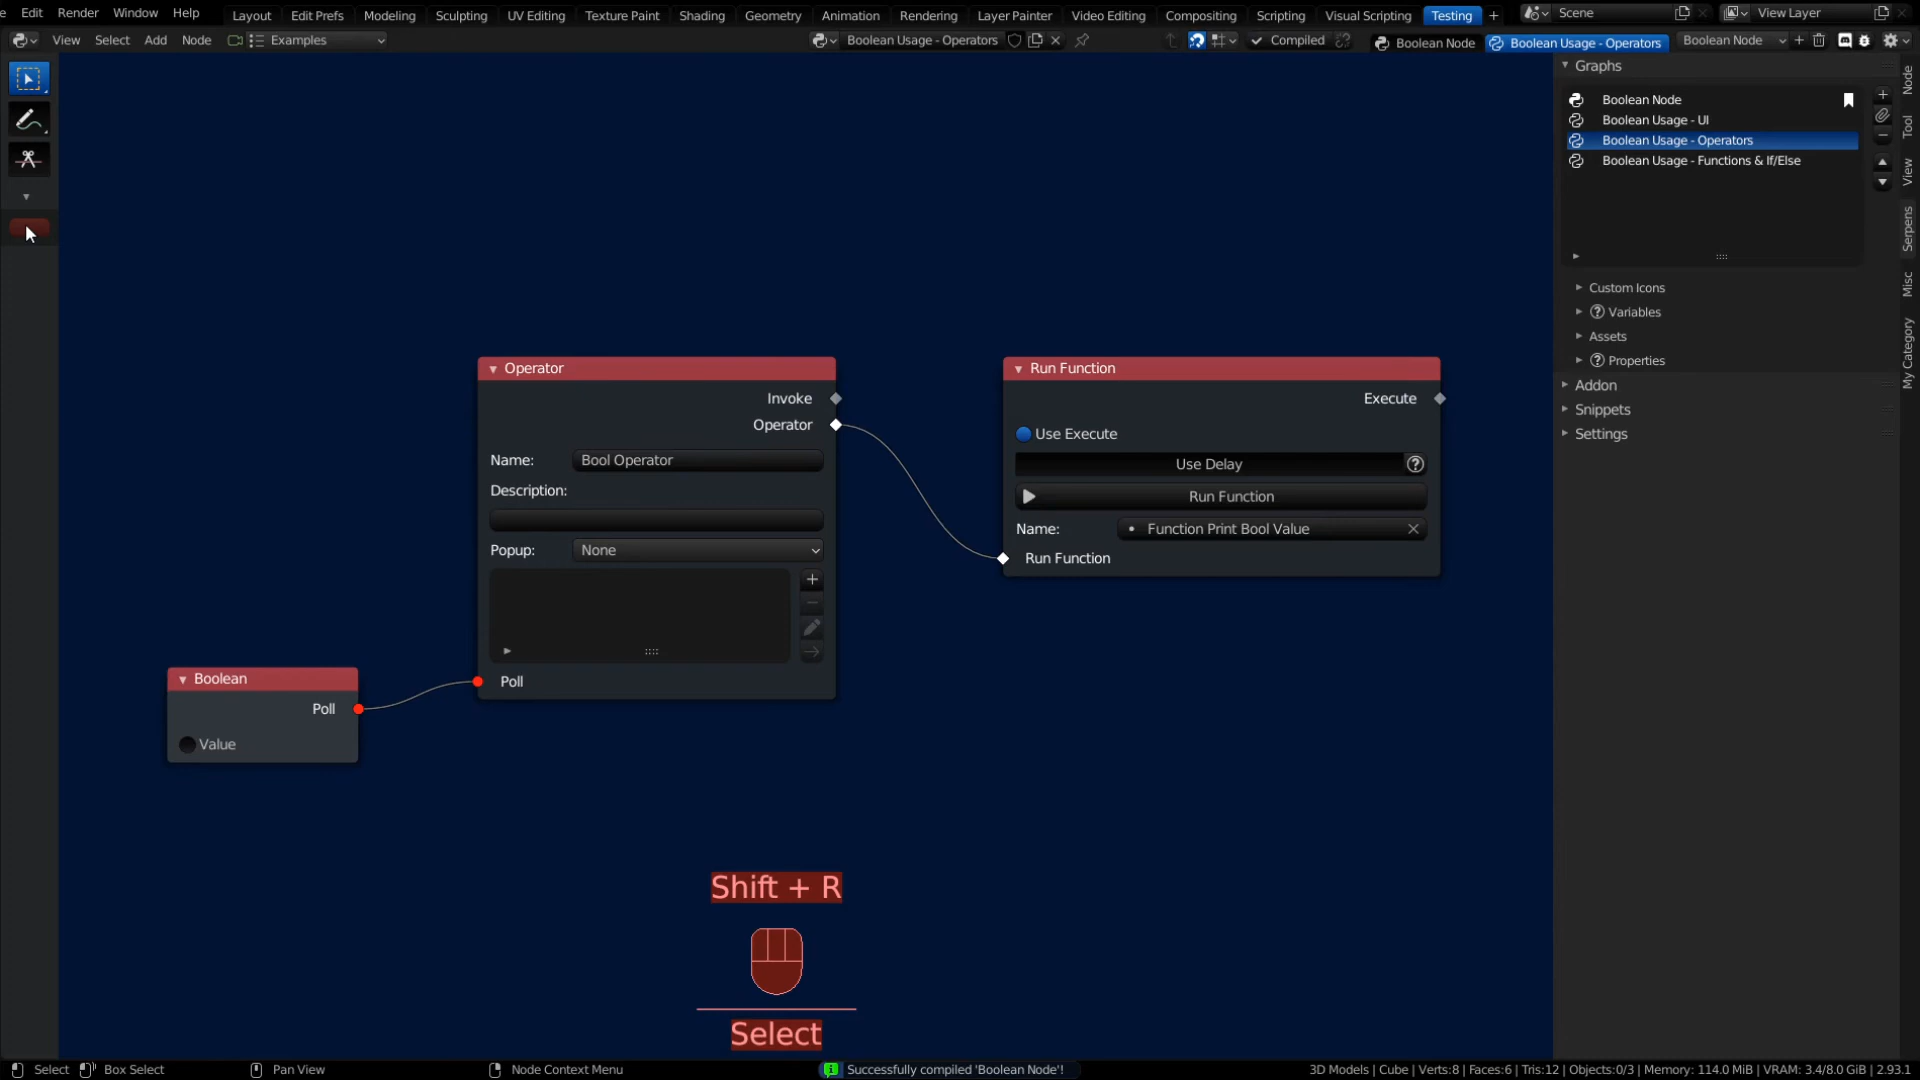 Edit Render Window Help Layout Edit Prefs Modeling Sculpting UV Editing Texture Paint Shading Geometry Animation Rendering Layer Painter Video Editing Compositing Scripting Visual Scripting Testing + Scene View Layer
View Select Add Node Examples Boolean Usage - Operators Compiled Boolean Node Boolean Usage - Operators Boolean Node
Graphs
Boolean Node
Boolean Usage - UI
Boolean Usage - Operators
Boolean Usage - Functions & If/Else
Custom Icons
Variables
Assets
Properties
Addon
Snippets
Settings
Node
Tool
View
Serpens
Misc
My Category
Operator
Invoke
Operator
Name: Bool Operator
Description:
Popup: None
Poll
Run Function
Execute
Use Execute
Use Delay
Run Function
Name: Function Print Bool Value
Run Function
Boolean
Poll
Value
Shift + R
Select
Select Box Select Pan View Node Context Menu Successfully compiled 'Boolean Node'! 3D Models | Cube | Verts:8 | Faces:6 | Tris:12 | Objects:0/3 | Memory: 114.0 MiB | VRAM: 3.4/8.0 GiB | 2.93.1